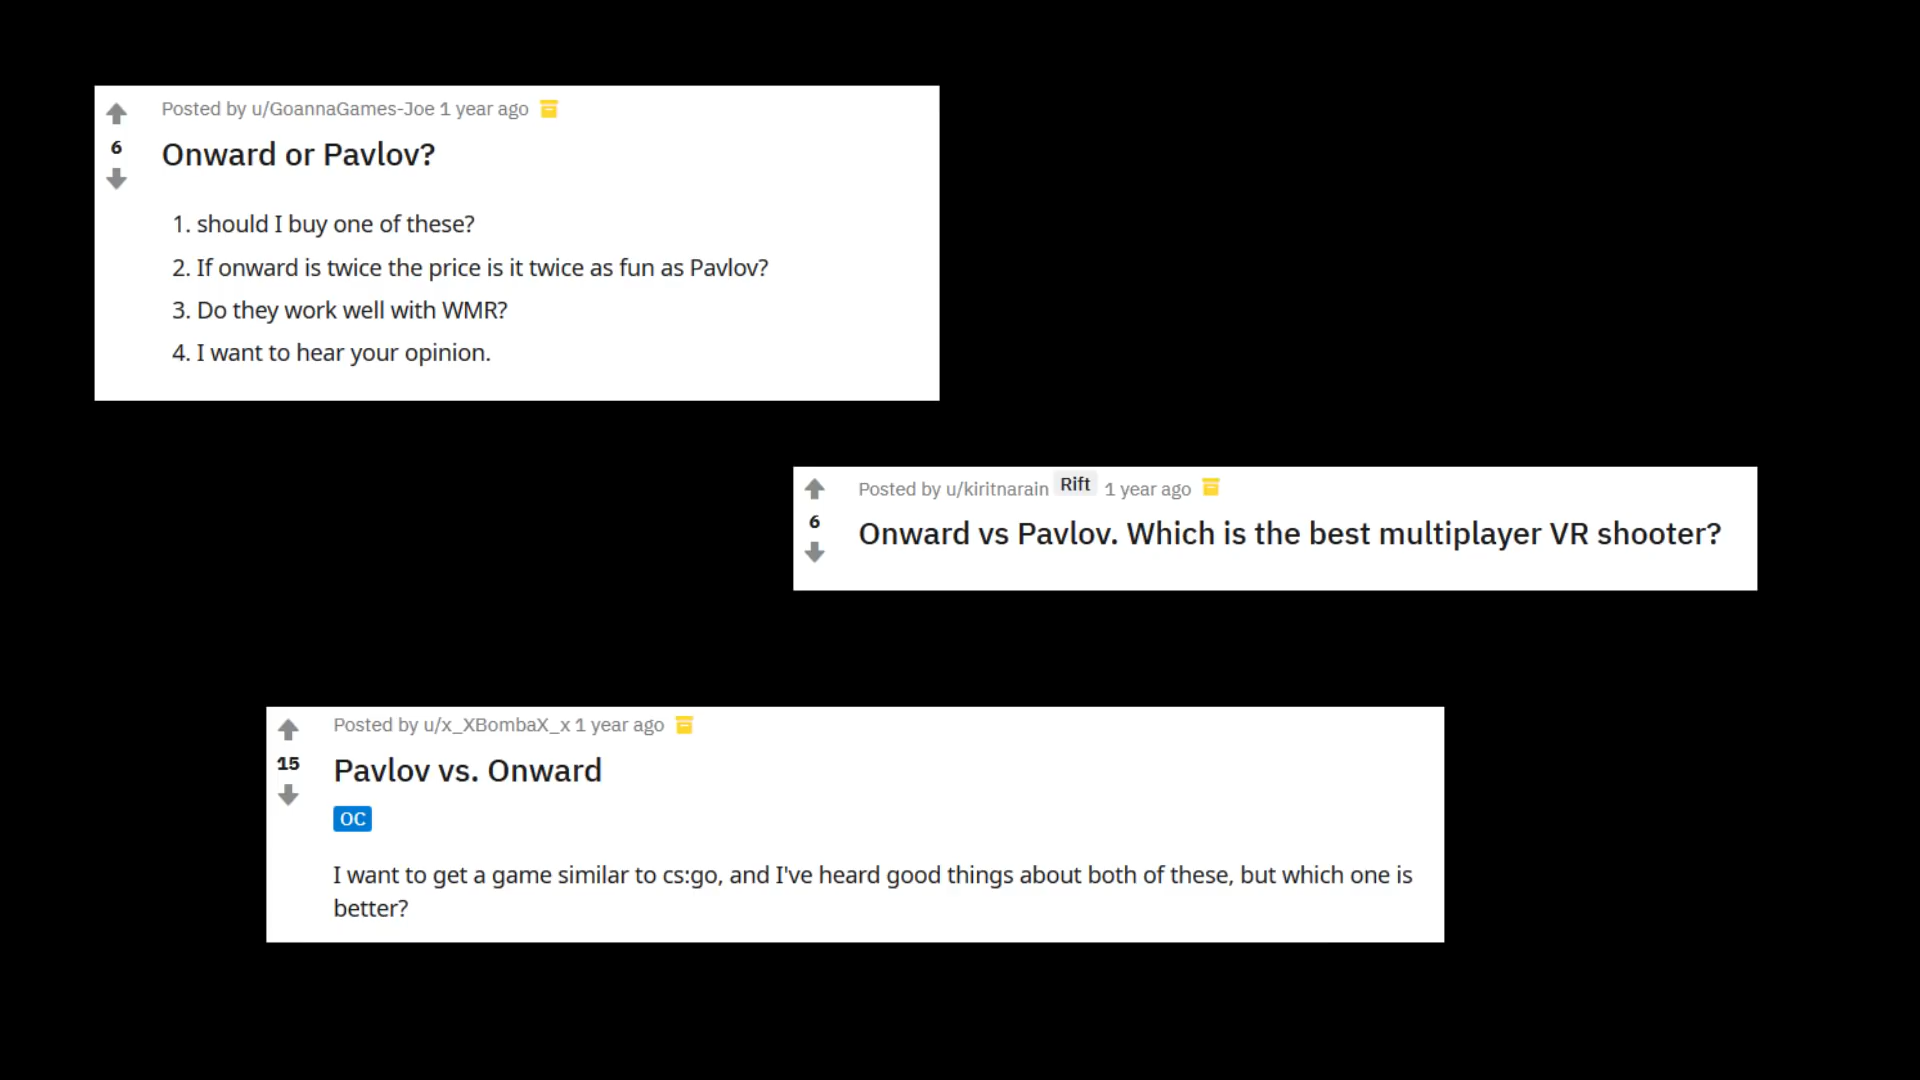 Posted by u/GoannaGames-Joe 1 year ago
6
Onward or Pavlov?
1. should I buy one of these?
2. If onward is twice the price is it twice as fun as Pavlov?
3. Do they work well with WMR?
4. I want to hear your opinion.
Posted by u/kiritnarain Rift 1 year ago
6
Onward vs Pavlov. Which is the best multiplayer VR shooter?
Posted by u/x_XBombaX_x 1 year ago
15
Pavlov vs. Onward
OC
I want to get a game similar to cs:go, and I've heard good things about both of these, but which one is
better?